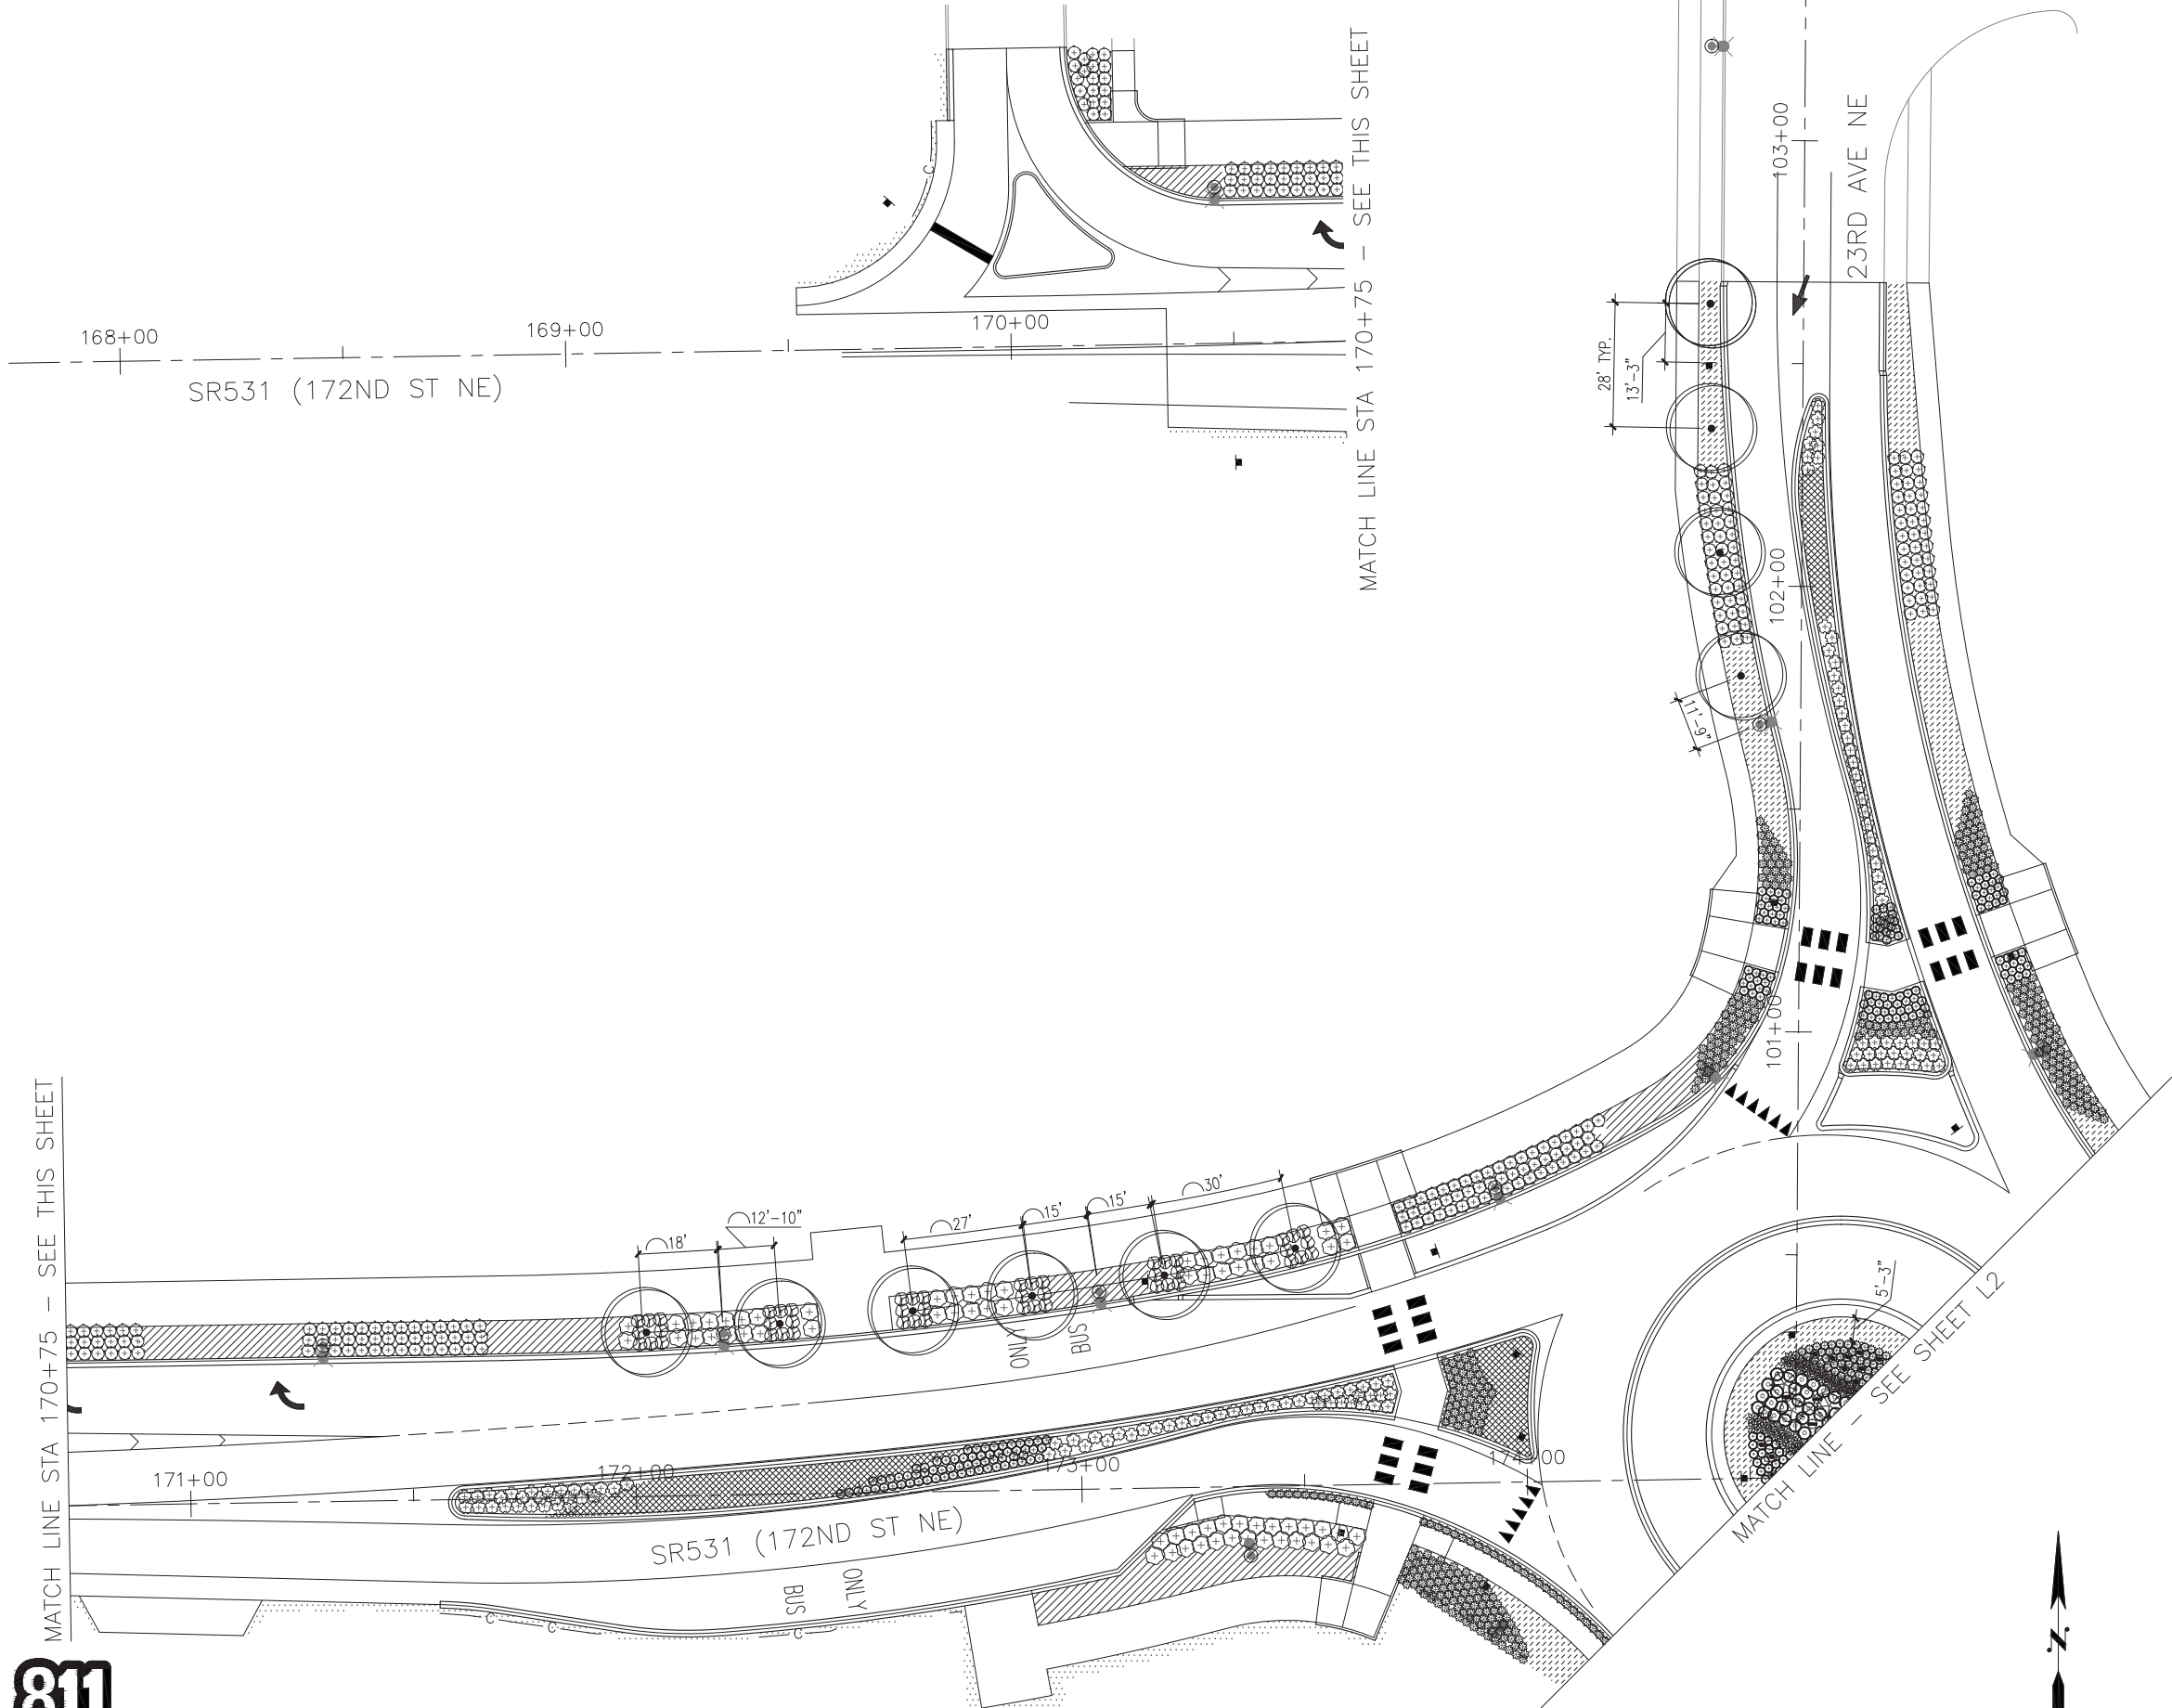 MATCH LINE STA 170+75 - SEE THIS SHEET
168+00
169+00
170+00
SR531 (172ND ST NE)
103+00
23RD AVE NE
28' TYP.
13'-3"
102+00
11'-9"
101+00
C
MATCH LINE STA 170+75 - SEE THIS SHEET
18'
12'-10"
27'
15'
15'
30'
BUS
ONLY
5'-3"
171+00
172+00
173+00
174+00
SR531 (172ND ST NE)
BUS
ONLY
C
C
C
MATCH LINE - SEE SHEET L2
N
811